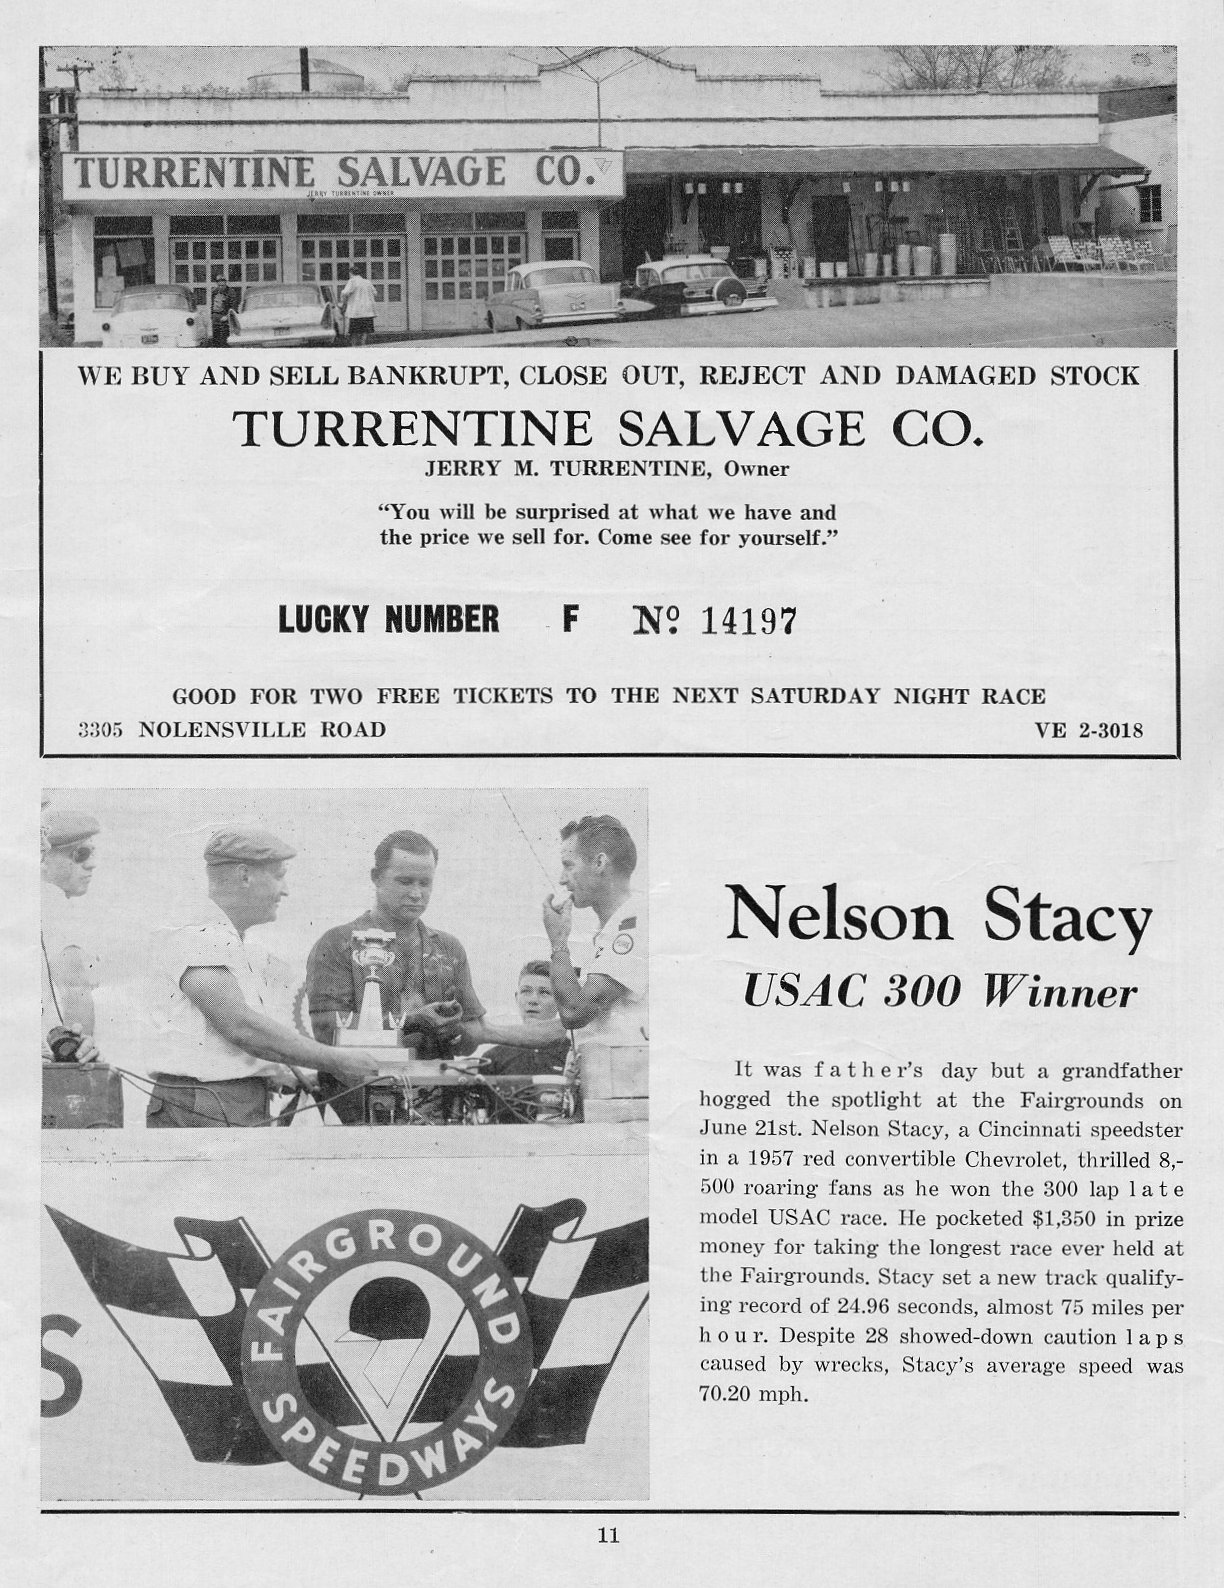 TURRENTINE SALVAGE CO.
JERRY TURRENTINE OWNER
WE BUY AND SELL BANKRUPT, CLOSE OUT, REJECT AND DAMAGED STOCK
TURRENTINE SALVAGE CO.
JERRY M. TURRENTINE, Owner
“You will be surprised at what we have and
the price we sell for. Come see for yourself.”
LUCKY NUMBER F Nº 14197
GOOD FOR TWO FREE TICKETS TO THE NEXT SATURDAY NIGHT RACE
3305 NOLENSVILLE ROAD VE 2-3018
S
FAIRGROUND
SPEEDWAYS
Nelson Stacy
USAC 300 Winner
It was father's day but a grandfather
hogged the spotlight at the Fairgrounds on
June 21st. Nelson Stacy, a Cincinnati speedster
in a 1957 red convertible Chevrolet, thrilled 8,-
500 roaring fans as he won the 300 lap late
model USAC race. He pocketed $1,350 in prize
money for taking the longest race ever held at
the Fairgrounds. Stacy set a new track qualify-
ing record of 24.96 seconds, almost 75 miles per
hour. Despite 28 showed-down caution laps
caused by wrecks, Stacy's average speed was
70.20 mph.
11